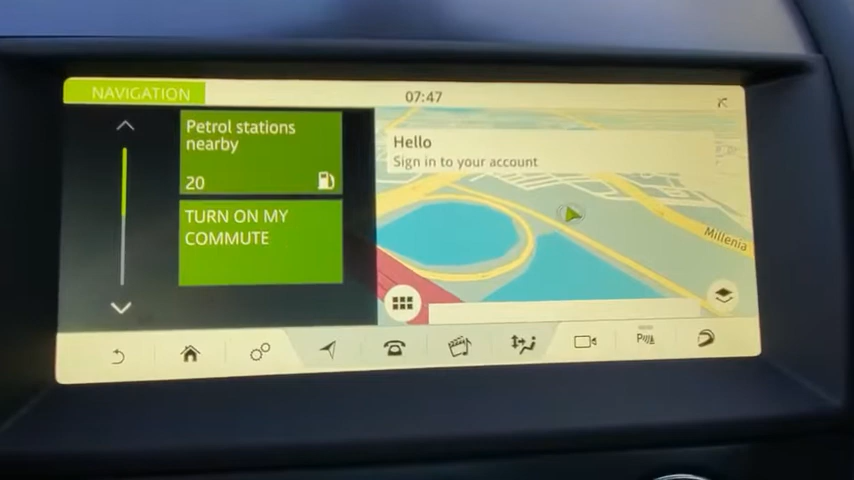 NAVIGATION
07:47
Petrol stations
nearby
20
TURN ON MY
COMMUTE
Hello
Sign in to your account
Millenia